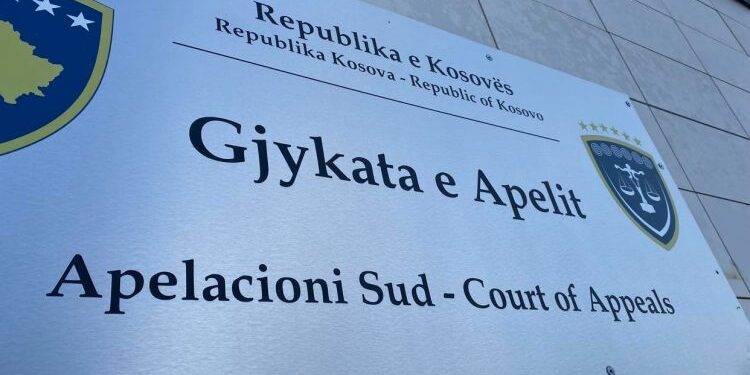 Republika e Kosovës
Republika Kosova - Republic of Kosovo
Gjykata e Apelit
Apelacioni Sud - Court of Appeals